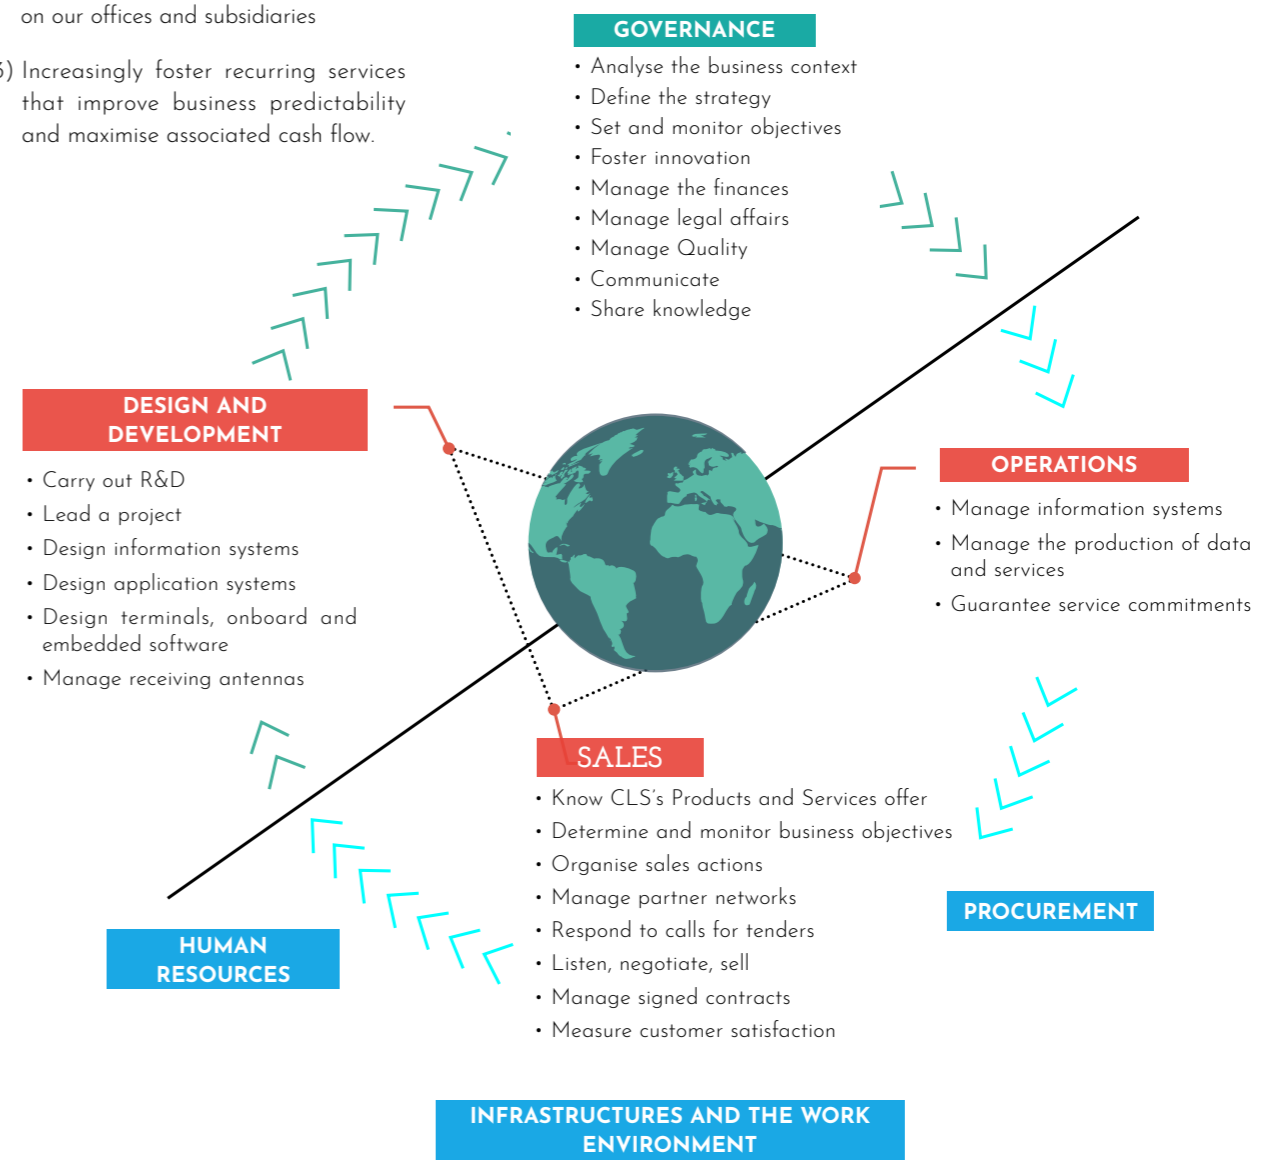 on our offices and subsidiaries
3) Increasingly foster recurring services
that improve business predictability
and maximise associated cash flow.
GOVERNANCE
• Analyse the business context
• Define the strategy
• Set and monitor objectives
• Foster innovation
• Manage the finances
• Manage legal affairs
• Manage Quality
• Communicate
• Share knowledge
DESIGN AND
DEVELOPMENT
• Carry out R&D
• Lead a project
• Design information systems
• Design application systems
• Design terminals, onboard and
embedded software
• Manage receiving antennas
OPERATIONS
• Manage information systems
• Manage the production of data
and services
• Guarantee service commitments
SALES
• Know CLS's Products and Services offer
• Determine and monitor business objectives
• Organise sales actions
• Manage partner networks
• Respond to calls for tenders
• Listen, negotiate, sell
• Manage signed contracts
• Measure customer satisfaction
PROCUREMENT
HUMAN
RESOURCES
INFRASTRUCTURES AND THE WORK
ENVIRONMENT